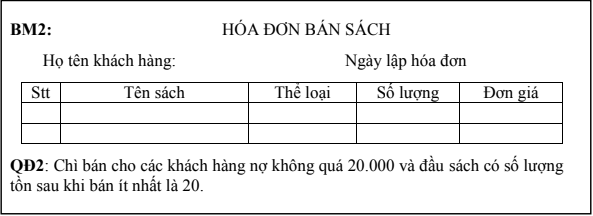 BM2: HÓA ĐƠN BÁN SÁCH
Họ tên khách hàng: Ngày lập hóa đơn
Stt Tên sách Thể loại Số lượng Đơn giá
QĐ2: Chỉ bán cho các khách hàng nợ không quá 20.000 và đầu sách có số lượng
tồn sau khi bán ít nhất là 20.